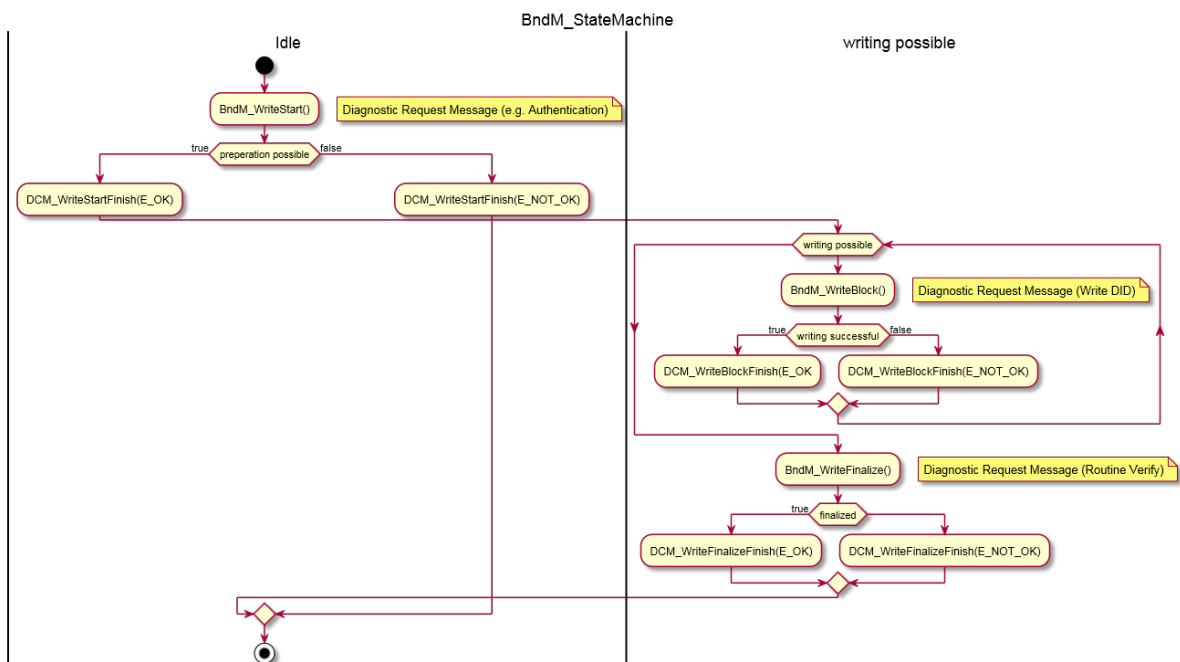 BndM_StateMachine
Idle
writing possible
BndM_WriteStart()
Diagnostic Request Message (e.g. Authentication)
true
preperation possible
false
DCM_WriteStartFinish(E_OK)
DCM_WriteStartFinish(E_NOT_OK)
writing possible
BndM_WriteBlock()
Diagnostic Request Message (Write DID)
true
writing successful
false
DCM_WriteBlockFinish(E_OK
DCM_WriteBlockFinish(E_NOT_OK)
BndM_WriteFinalize()
Diagnostic Request Message (Routine Verify)
true
finalized
DCM_WriteFinalizeFinish(E_OK)
DCM_WriteFinalizeFinish(E_NOT_OK)